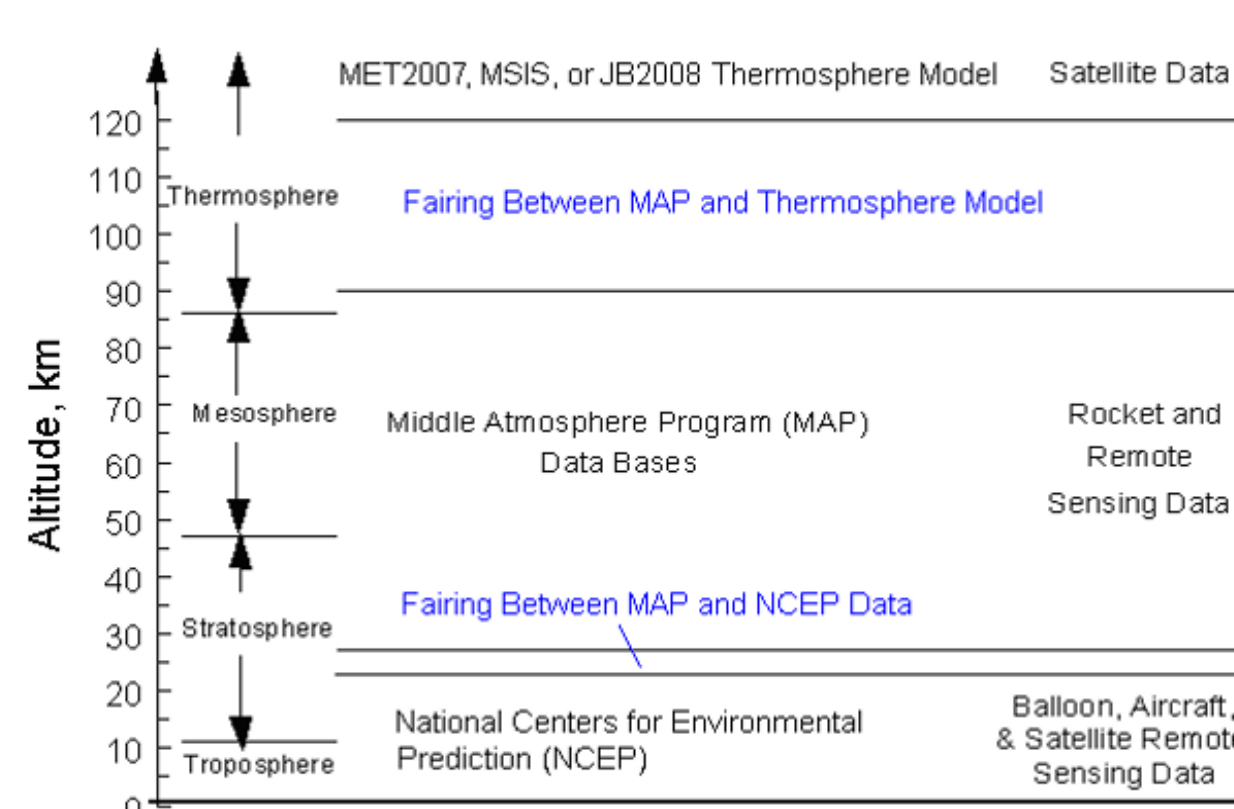 MET2007, MSIS, or JB2008 Thermosphere Model
Satellite Data
120
110
Thermosphere
Fairing Between MAP and Thermosphere Model
100
90
80
Altitude, km
70
Mesosphere
Middle Atmosphere Program (MAP)
Data Bases
Rocket and
Remote
Sensing Data
60
50
40
Fairing Between MAP and NCEP Data
30
Stratosphere
20
National Centers for Environmental
Prediction (NCEP)
Balloon, Aircraft,
& Satellite Remote
Sensing Data
10
Troposphere
0